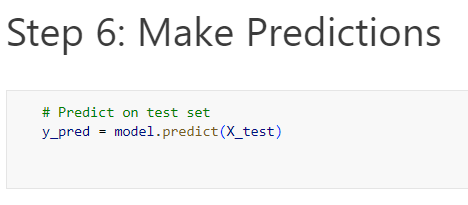 Step 6: Make Predictions
# Predict on test set
y_pred = model.predict(X_test)